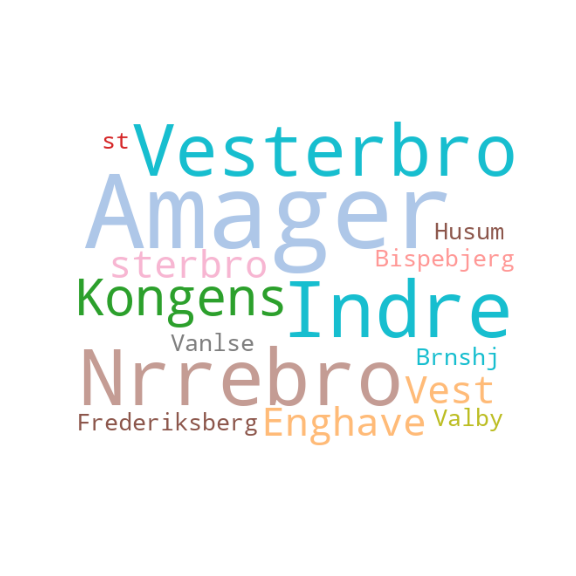 st
Vesterbro
Amager
Husum
sterbro
Bispebjerg
Kongens
Indre
Vanlse
Brnshj
Nrrebro
Vest
Frederiksberg
Enghave
Valby